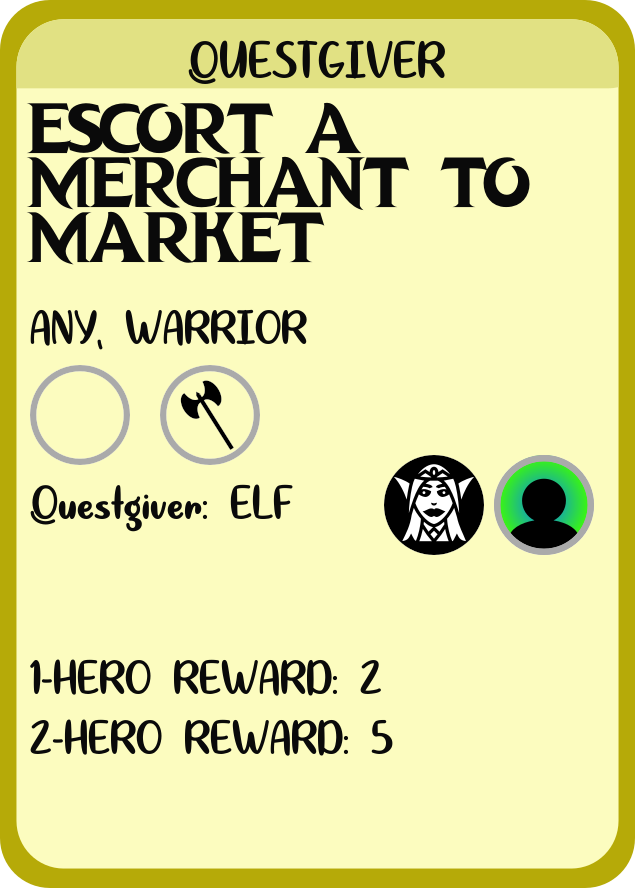 QUESTGIVER
ESCORT A
MERCHANT TO
MARKET
ANY, WARRIOR
Questgiver: ELF
1-HERO REWARD: 2
2-HERO REWARD: 5